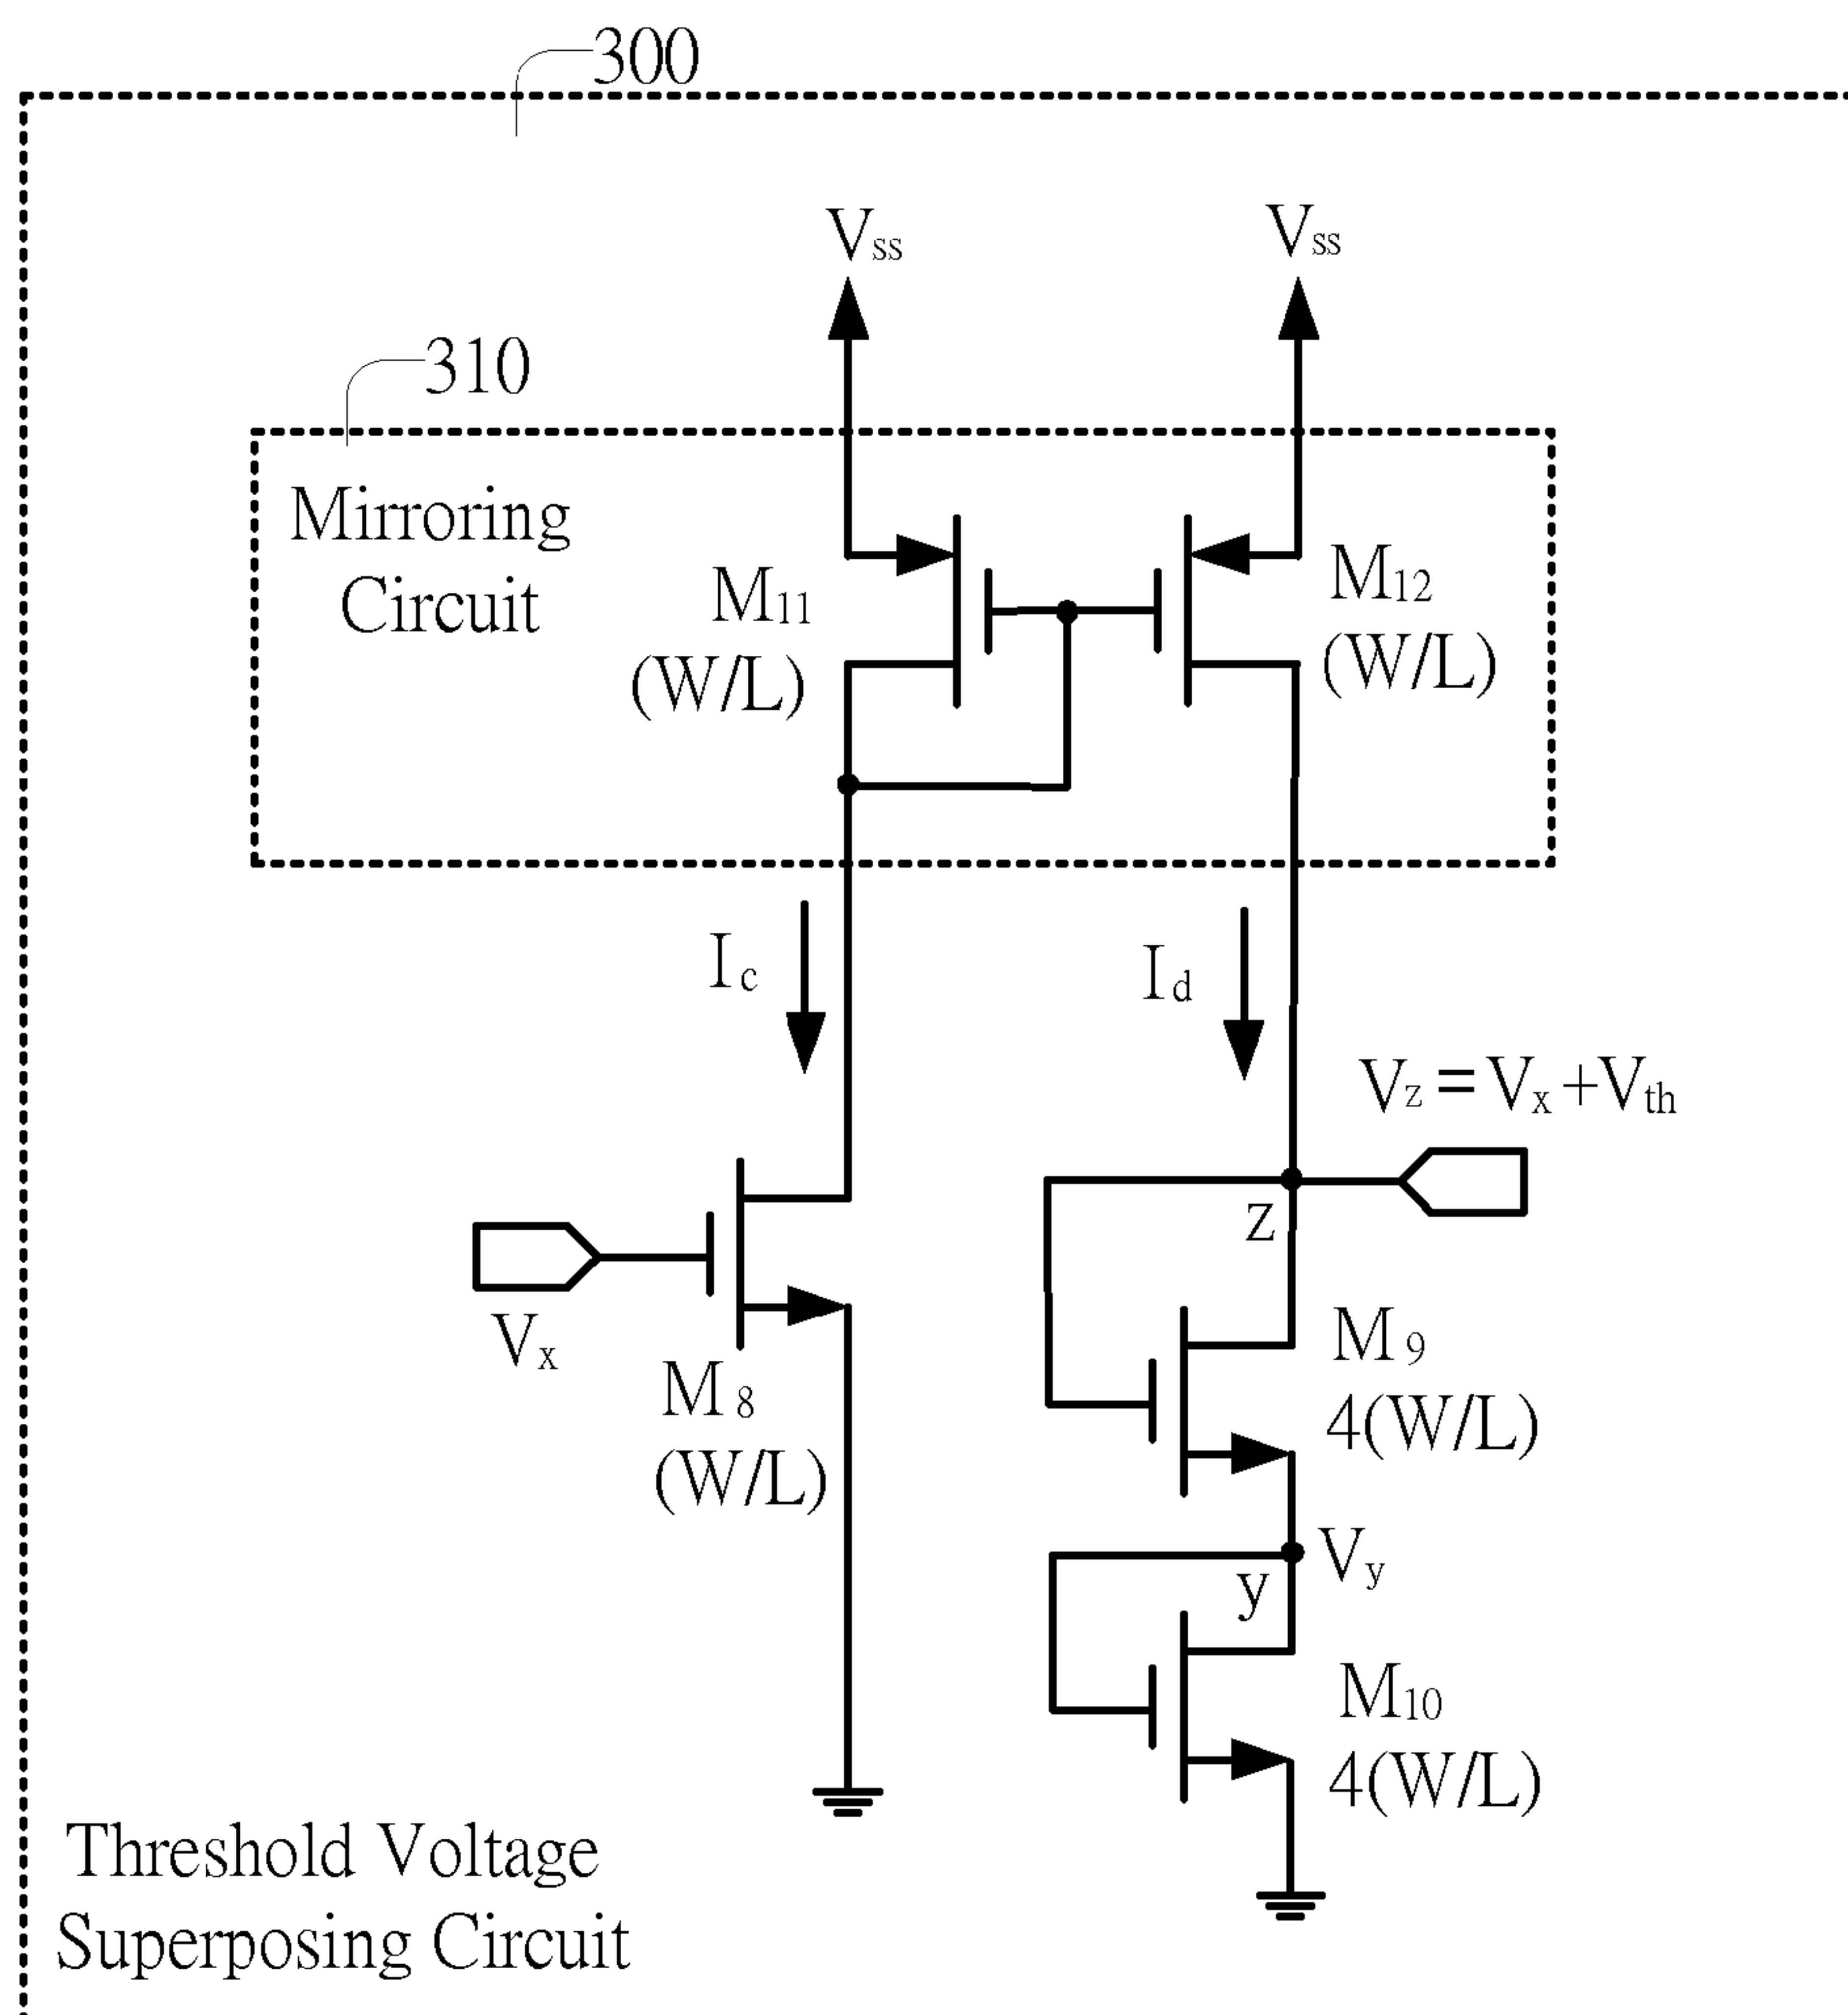 300
Vss
Vss
310
Mirroring
Circuit
M11
(W/L)
M12
(W/L)
Ic
Id
Vz=Vx+Vth
z
Vx
M8
(W/L)
M9
4(W/L)
Vy
y
M10
4(W/L)
Threshold Voltage
Superposing Circuit